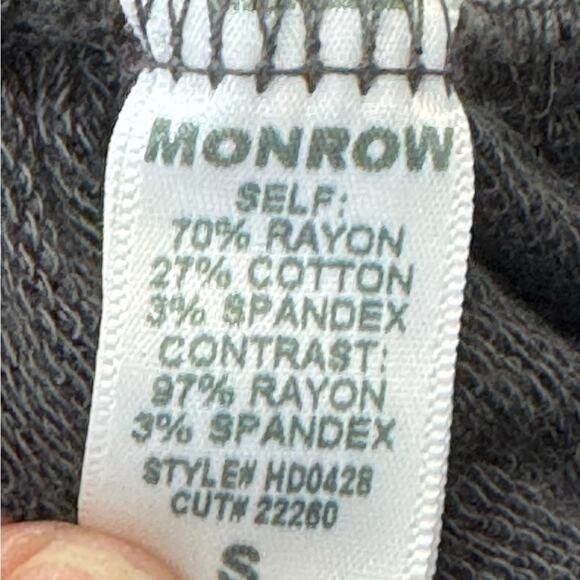 MONROW
SELF:
70% RAYON
27% COTTON
3% SPANDEX
CONTRAST:
97% RAYON
3% SPANDEX
STYLE# HD0428
CUT# 22260
S